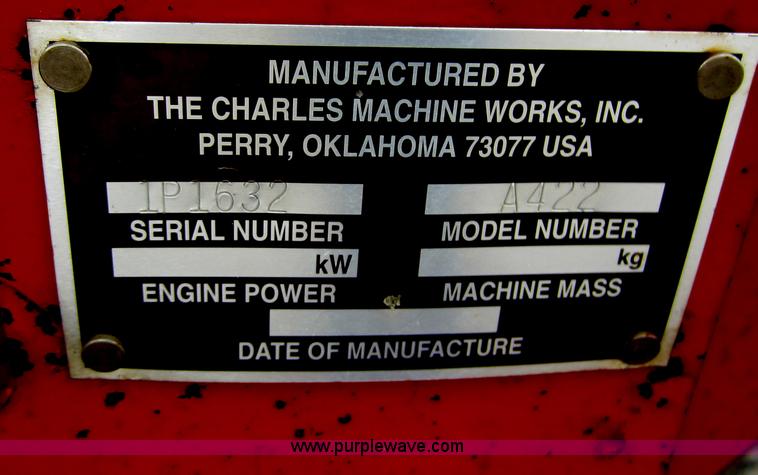 MANUFACTURED BY
THE CHARLES MACHINE WORKS, INC.
PERRY, OKLAHOMA 73077 USA
1P1632 A422
SERIAL NUMBER MODEL NUMBER
kW kg
ENGINE POWER MACHINE MASS
DATE OF MANUFACTURE
www.purplewave.com